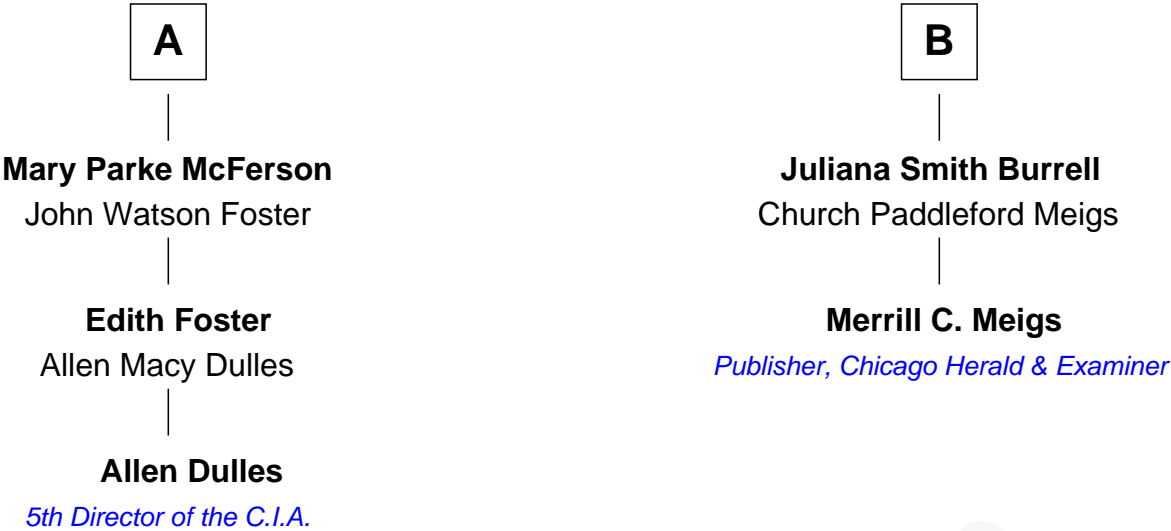 A
Mary Parke McFerson
John Watson Foster
Edith Foster
Allen Macy Dulles
Allen Dulles
5th Director of the C.I.A.
B
Juliana Smith Burrell
Church Paddleford Meigs
Merrill C. Meigs
Publisher, Chicago Herald & Examiner